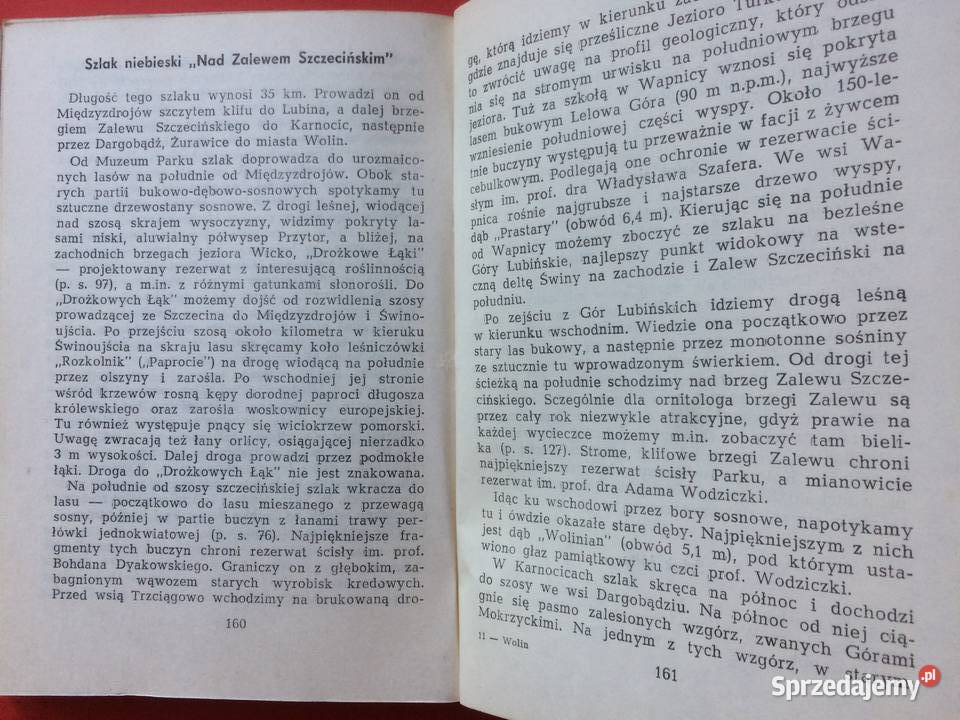 Szlak niebieski „Nad Zalewem Szczecińskim"
Długość tego szlaku wynosi 35 km. Prowadzi on od
Międzyzdrojów szczytem klifu do Lubina, a dalej brze-
giem Zalewu Szczecińskiego do Karnocic, następnie
przez Dargobądź, Żurawice do miasta Wolin.
Od Muzeum Parku szlak doprowadza do urozmaico-
nych lasów na południe od Międzyzdrojów. Obok sta-
rych partii bukowo-dębowo-sosnowych spotykamy tu
sztuczne drzewostany sosnowe. Z drogi leśnej, wiodącej
nad szosą skrajem wysoczyzny, widzimy pokryty la-
sami niski, aluwialny półwysep Przytor, a bliżej, na
zachodnich brzegach jeziora Wicko, „Drożkowe Łąki"
— projektowany rezerwat z interesującą roślinnością
(p. s. 97), a m.in. z różnymi gatunkami słonorośli. Do
„Drożkowych Łąk" możemy dojść od rozwidlenia szosy
prowadzącej ze Szczecina do Międzyzdrojów i Świno-
ujścia. Po przejściu szosą około kilometra w kieruku
Świnoujścia na skraju lasu skręcamy koło leśniczówki
„Rozkolnik" („Paprocie") na drogę wiodącą na południe
przez olszyny i zarośla. Po wschodniej jej stronie
wśród krzewów rosną kępy dorodnej paproci długosza
królewskiego oraz zarośla woskownicy europejskiej.
Tu również występuje pnący się wiciokrzew pomorski.
Uwagę zwracają też łany orlicy, osiągającej nierzadko
3 m wysokości. Dalej droga prowadzi przez podmokłe
łąki. Droga do „Drożkowych Łąk" nie jest znakowana.
Na południe od szosy szczecińskiej szlak wkracza do
lasu — początkowo do lasu mieszanego z przewagą
sosny, później w partie buczyn z łanami trawy per-
łówki jednokwiatowej (p. s. 76). Najpiękniejsze fra-
gmenty tych buczyn chroni rezerwat ścisły im. prof.
Bohdana Dyakowskiego. Graniczy on z głębokim, za-
bagnionym wąwozem starych wyrobisk kredowych.
Przed wsią Trzciągowo wchodzimy na brukowaną dro-
160
gę, którą idziemy w kierunku
gdzie znajduje się prześliczne Jezioro
to zwrócić uwagę na profil geologiczny, który
nia się na stromym urwisku na południowym brzegu
jeziora. Tuż za szkołą w Wapnicy wznosi się pokryta
lasem bukowym Lelowa Góra (90 m n.p.m.), najwyższe
wzniesienie południowej części wyspy. Około 150-le-
tnie buczyny występują tu przeważnie w facji z żywcem
cebulkowym. Podlegają one ochronie w rezerwacie ści-
słym im. prof. dra Władysława Szafera. We wsi Wa-
pnica rośnie najgrubsze i najstarsze drzewo wyspy,
dąb „Prastary" (obwód 6,4 m). Kierując się na południe
od Wapnicy możemy zboczyć ze szlaku na bezleśne
Góry Lubińskie, najlepszy punkt widokowy na wste-
czną deltę Świny na zachodzie i Zalew Szczeciński na
południu.
Po zejściu z Gór Lubińskich idziemy drogą leśną
w kierunku wschodnim. Wiedzie ona początkowo przez
stary las bukowy, a następnie przez monotonne sośniny
ze sztucznie tu wprowadzonym świerkiem. Od drogi tej
ścieżką na południe schodzimy nad brzeg Zalewu Szcze-
cińskiego. Sczególnie dla ornitologa brzegi Zalewu są
przez cały rok niezwykle atrakcyjne, gdyż prawie na
każdej wycieczce możemy m.in. zobaczyć tam bieli-
ka (p. s. 127). Strome, klifowe brzegi Zalewu chroni
najpiękniejszy rezerwat ścisły Parku, a mianowicie
rezerwat im. prof. dra Adama Wodziczki.
Idąc ku wschodowi przez bory sosnowe, napotykamy
tu i ówdzie okazałe stare dęby. Najpiękniejszym z nich
jest dąb „Wolinian" (obwód 5,1 m), pod którym usta-
wiono głaz pamiątkowy ku czci prof. Wodziczki.
W Karnocicach szlak skręca na północ i dochodzi
do szosy we wsi Dargobądziu. Na północ od niej cią-
gnie się pasmo zalesionych wzgórz, zwanych Górami
Mokrzyckimi. Na jednym z tych wzgórz, w starym
11 — Wolin
161
Sprzedajemy.pl